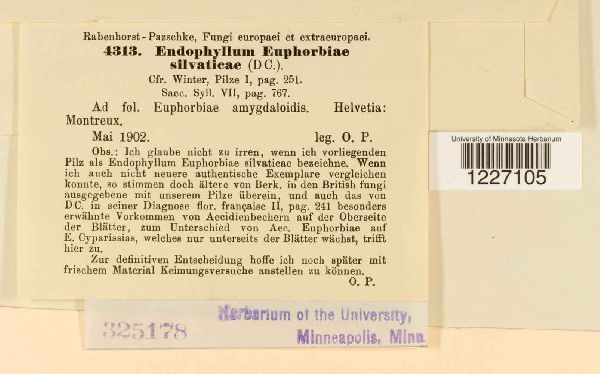 Rabenhorst-Pazschke, Fungi europaei et extraeuropaei.
4313. Endophyllum Euphorbiae
silvaticae (DC.).
Cfr. Winter, Pilze I, pag. 251.
Sacc. Syll. VII, pag. 767.
Ad fol. Euphorbiae amygdaloidis. Helvetia:
Montreux.
Mai 1902. leg. O. P.
Obs.: Ich glaube nicht zu irren, wenn ich vorliegenden
Pilz als Endophyllum Euphorbiae silvaticae bezeichne. Wenn
ich auch nicht neuere authentische Exemplare vergleichen
konnte, so stimmen doch ältere von Berk. in den British fungi
ausgegebene mit unserem Pilze überein, und auch das von
DC. in seiner Diagnose flor. française II, pag. 241 besonders
erwähnte Vorkommen von Aecidienbechern auf der Oberseite
der Blätter, zum Unterschied von Aec. Euphorbiae auf
E. Cyparissias, welches nur unterseits der Blätter wächst, trifft
hier zu.
Zur definitiven Entscheidung hoffe ich noch später mit
frischem Material Keimungsversuche anstellen zu können.
O. P.
University of Minnesota Herbarium
1227105
325178
Herbarium of the University,
Minneapolis, Minn